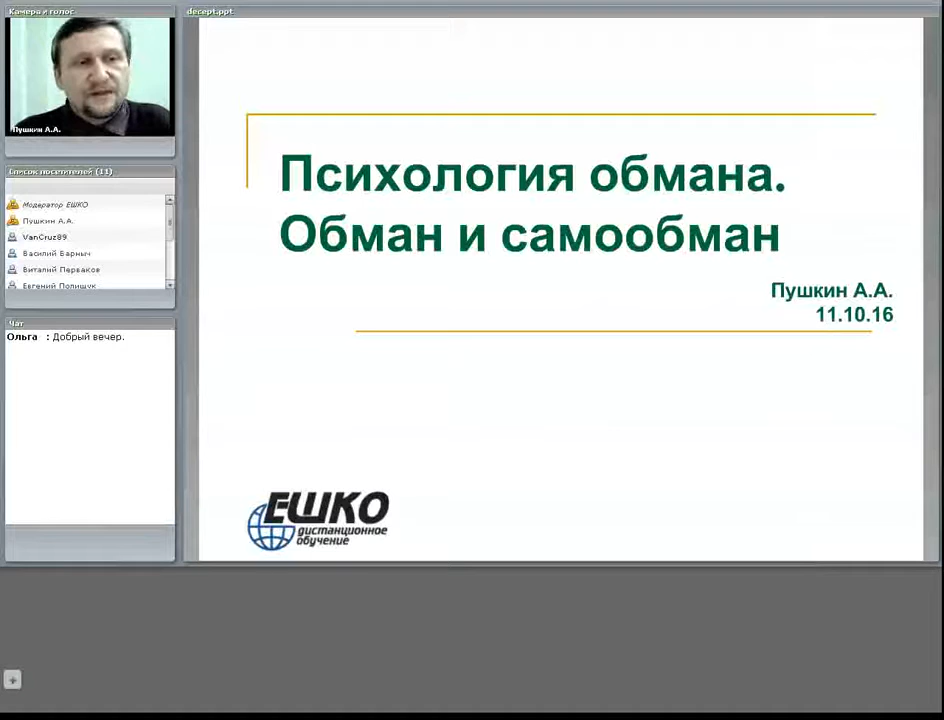 Камера и голос
Пушкин А.А.
Список посетителей (11)
Модератор ЕШКО
Пушкин А.А.
VanCruz89
Василий Барныч
Виталий Перваков
Евгений Полищук
Чат
Ольга : Добрый вечер.
decept.ppt
Психология обмана.
Обман и самообман
Пушкин А.А.
11.10.16
ЕШКО
дистанционное
обучение